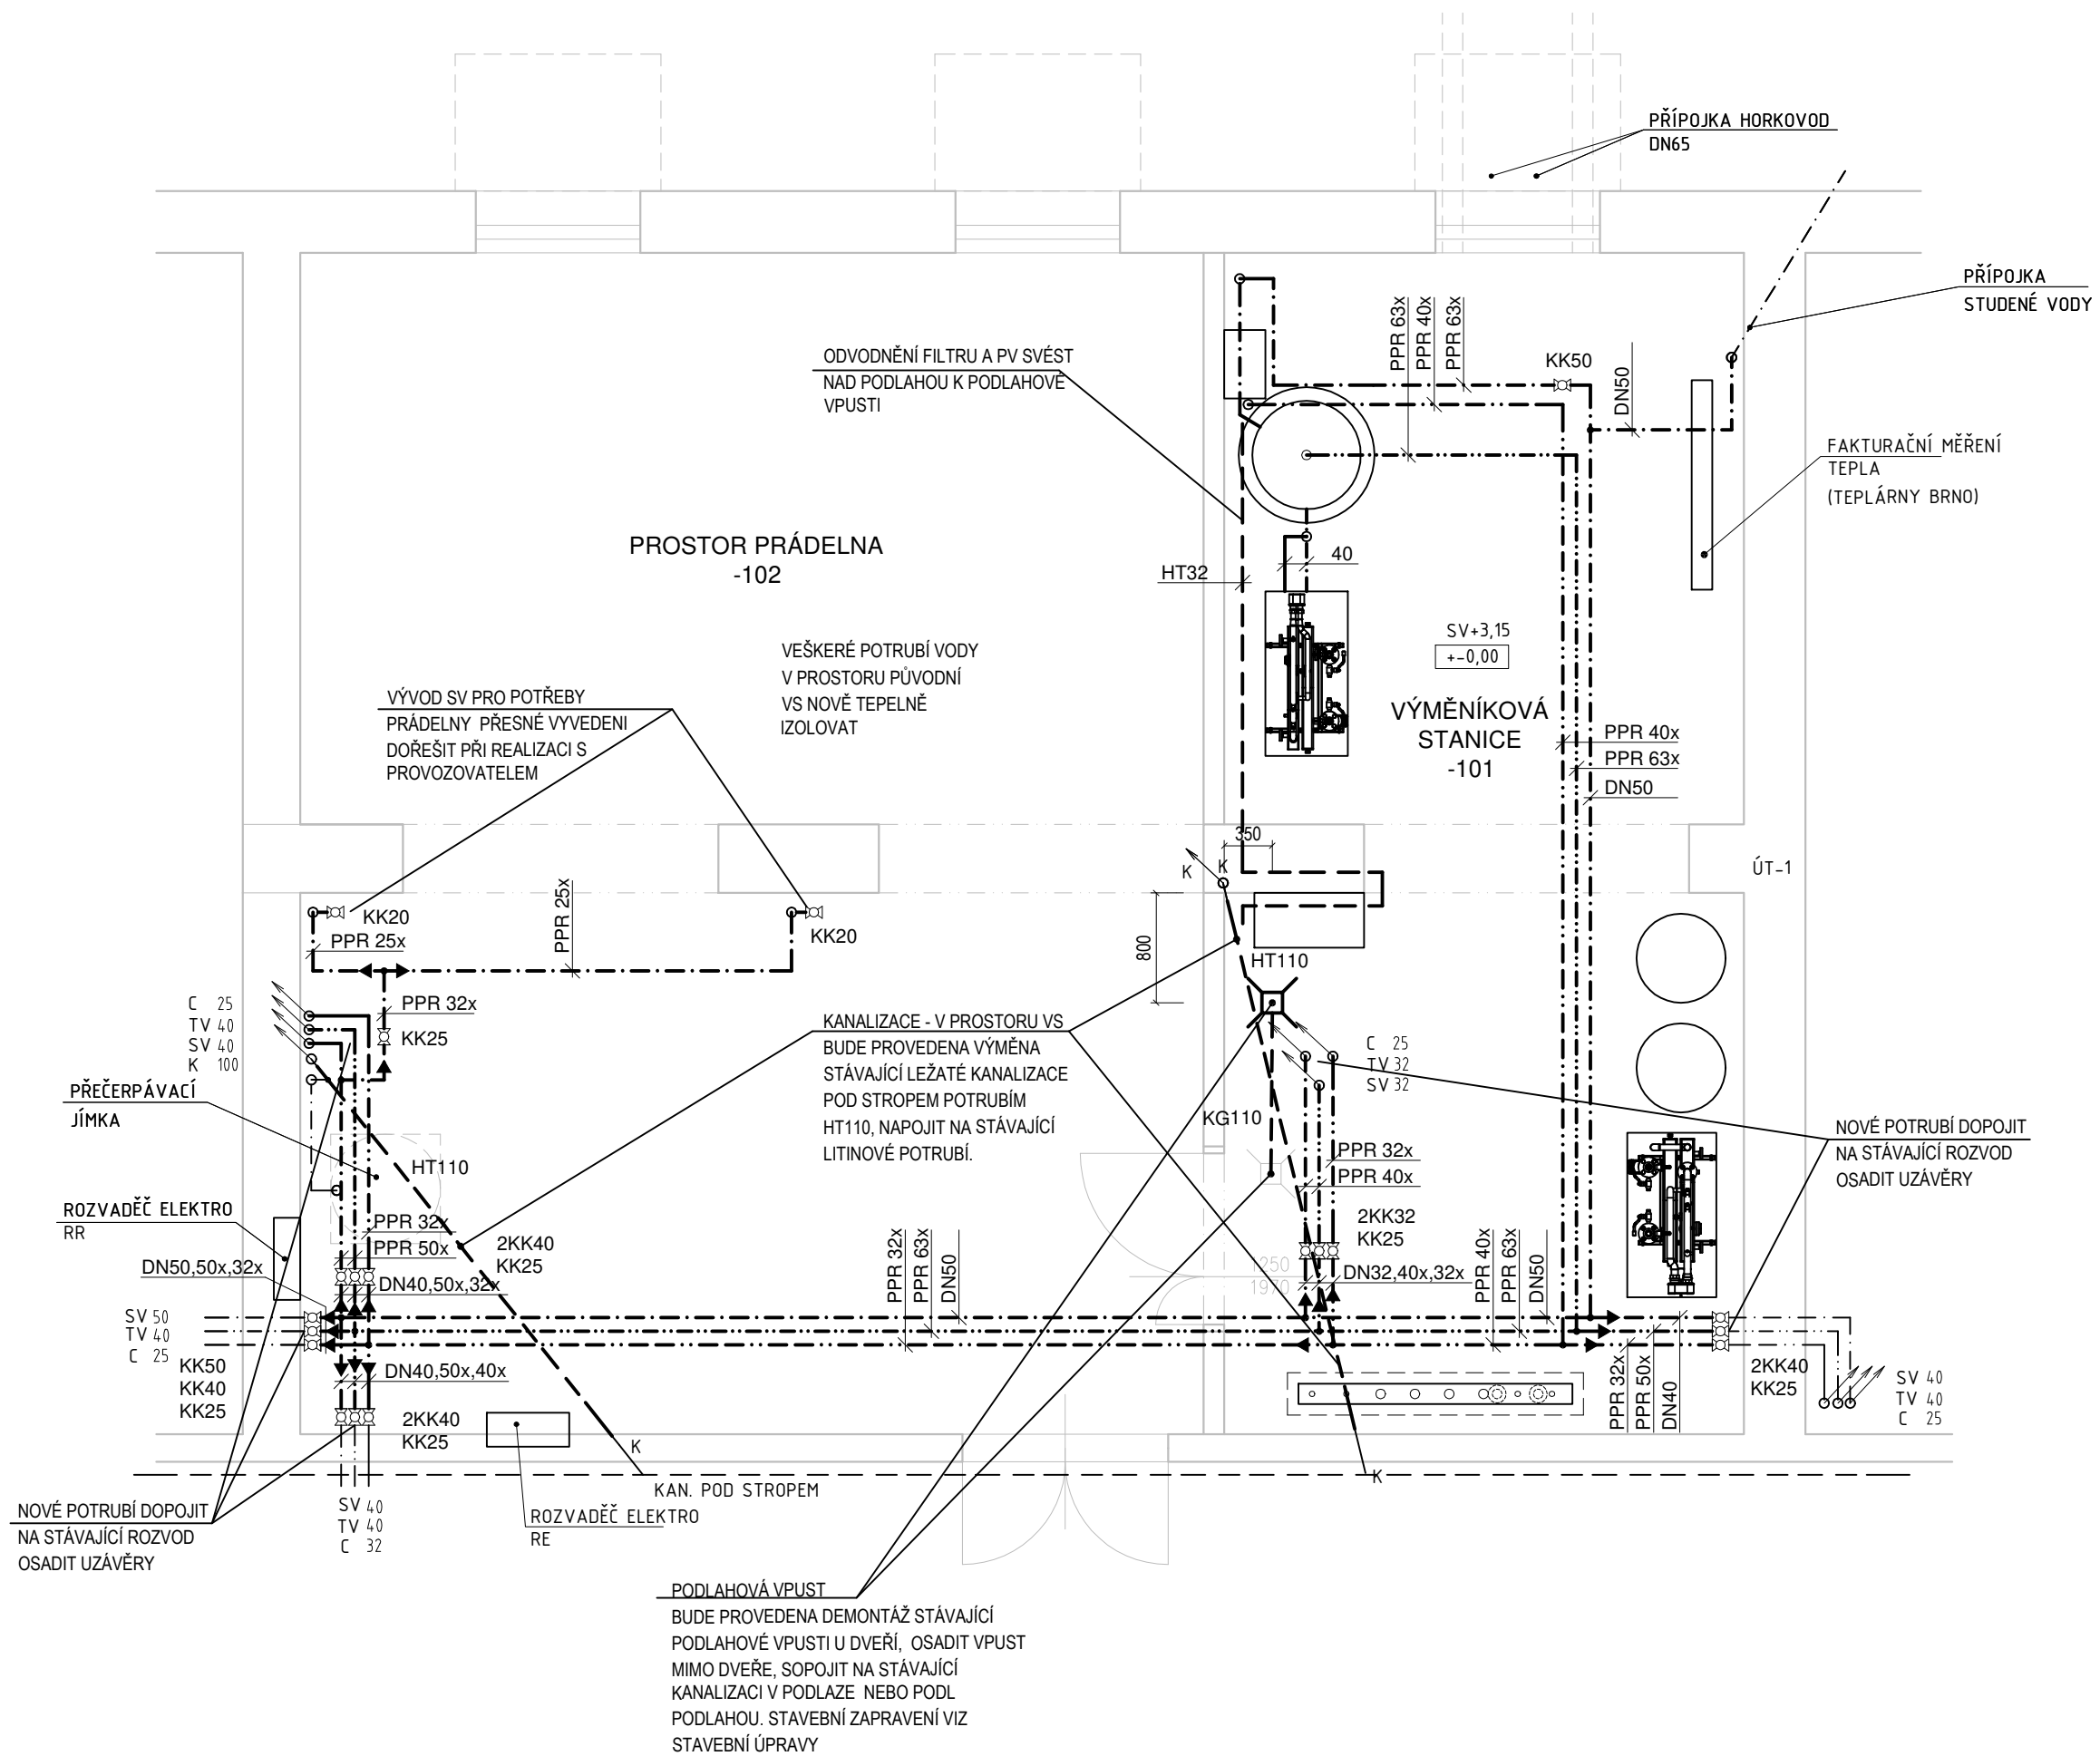 PŘÍPOJKA HORKOVOD
DN65
PŘÍPOJKA
STUDENÉ VODY
PPR 63x
PPR 40x
PPR 63x
KK50
DN50
ODVODNĚNÍ FILTRU A PV SVÉST
NAD PODLAHOU K PODLAHOVÉ
VPUSTI
FAKTURAČNÍ MĚŘENÍ
TEPLA
(TEPLÁRNY BRNO)
PROSTOR PRÁDELNA
-102
40
HT32
SV+3,15
+-0,00
VEŠKERÉ POTRUBÍ VODY
V PROSTORU PŮVODNÍ
VS NOVĚ TEPELNĚ
IZOLOVAT
VÝVOD SV PRO POTŘEBY
PRÁDELNY PŘESNÉ VYVEDENI
DOŘEŠIT PŘI REALIZACI S
PROVOZOVATELEM
VÝMĚNÍKOVÁ
STANICE
-101
PPR 40x
PPR 63x
DN50
350
K
K
ÚT-1
KK20
PPR 25x
PPR 25x
KK20
800
HT110
C 25
TV 40
SV 40
K 100
PPR 32x
KK25
KANALIZACE - V PROSTORU VS
BUDE PROVEDENA VÝMĚNA
STÁVAJÍCÍ LEŽATÉ KANALIZACE
POD STROPEM POTRUBÍM
HT110, NAPOJIT NA STÁVAJÍCÍ
LITINOVÉ POTRUBÍ.
C 25
TV 32
SV 32
PŘEČERPÁVACÍ
JÍMKA
KG110
NOVÉ POTRUBÍ DOPOJIT
NA STÁVAJÍCÍ ROZVOD
OSADIT UZÁVĚRY
HT110
PPR 32x
PPR 40x
ROZVADĚČ ELEKTRO
RR
PPR 32x
PPR 50x
2KK40
KK25
2KK32
KK25
DN50,50x,32x
DN40,50x,32x
PPR 32x
PPR 63x
DN50
1250
1970
DN32,40x,32x
PPR 40x
PPR 63x
DN50
SV 50
TV 40
C 25
KK50
KK40
KK25
DN40,50x,40x
2KK40
KK25
PPR 32x
PPR 50x
DN40
2KK40
KK25
SV 40
TV 40
C 25
K
K
KAN. POD STROPEM
ROZVADĚČ ELEKTRO
RE
SV 40
TV 40
C 32
NOVÉ POTRUBÍ DOPOJIT
NA STÁVAJÍCÍ ROZVOD
OSADIT UZÁVĚRY
PODLAHOVÁ VPUST
BUDE PROVEDENA DEMONTÁŽ STÁVAJÍCÍ
PODLAHOVÉ VPUSTI U DVEŘÍ, OSADIT VPUST
MIMO DVEŘE, SOPOJIT NA STÁVAJÍCÍ
KANALIZACI V PODLAZE NEBO PODL
PODLAHOU. STAVEBNÍ ZAPRAVENÍ VIZ
STAVEBNÍ ÚPRAVY